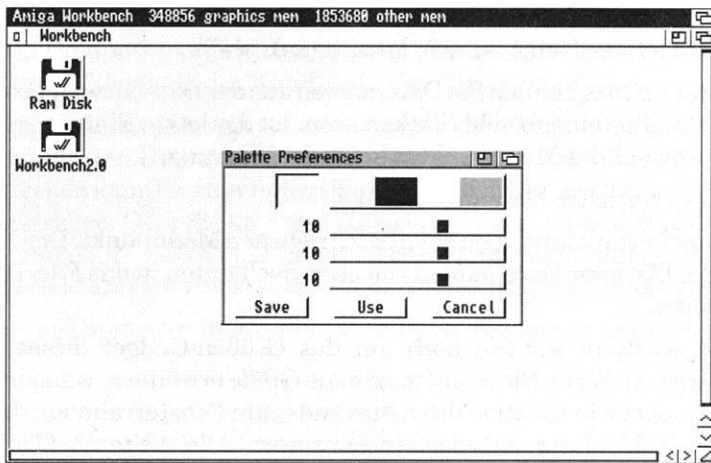 Amiga Workbench 348856 graphics mem 1853680 other mem
Workbench
Ram Disk
Workbench2.0
Palette Preferences
10
10
10
Save Use Cancel